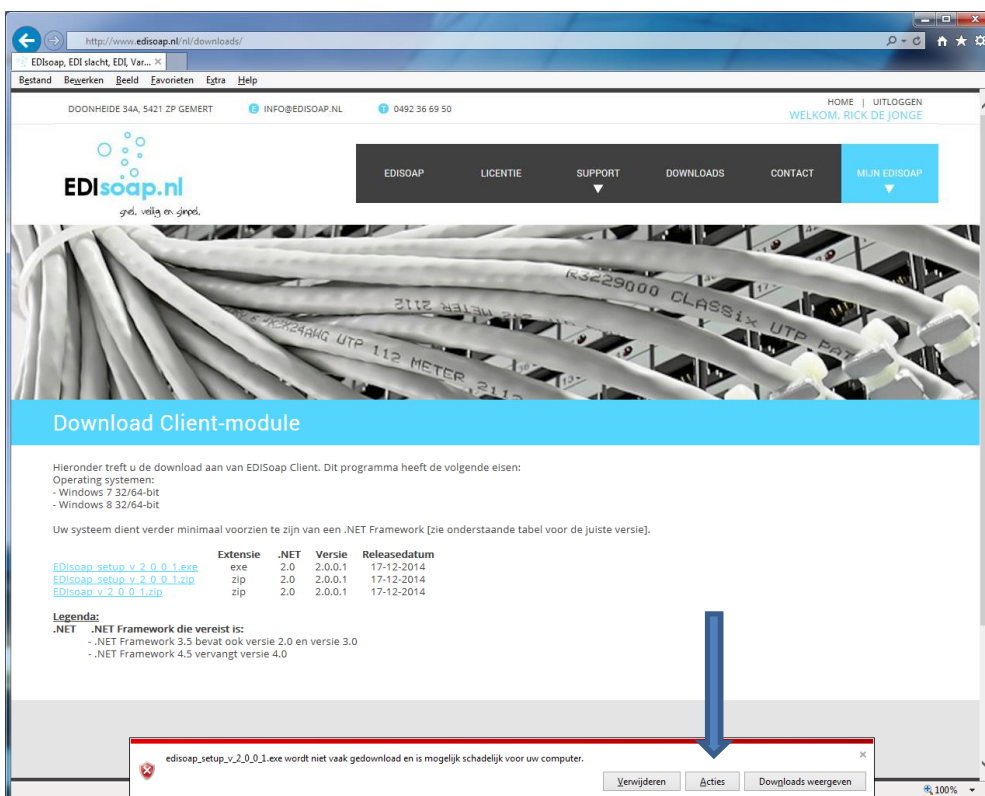 http://www.edisoap.nl/nl/downloads/
EDIsoap, EDI slacht, EDI, Var...
Bestand Bewerken Beeld Favorieten Extra Help
DOONHEIDE 34A, 5421 ZP GEMERT
E INFO@EDISOAP.NL
T 0492 36 69 50
HOME | UITLOGGEN
WELKOM, RICK DE JONGE
EDIsoap.nl
snel, veilig en simpel.
EDISOAP LICENTIE SUPPORT DOWNLOADS CONTACT MIJN EDISOAP
R3229000 CLASSix UTP PAT
UTP 112 METER 2112
Download Client-module
Hieronder treft u de download aan van EDISoap Client. Dit programma heeft de volgende eisen:
Operating systemen:
- Windows 7 32/64-bit
- Windows 8 32/64-bit
Uw systeem dient verder minimaal voorzien te zijn van een .NET Framework [zie onderstaande tabel voor de juiste versie].
Extensie .NET Versie Releasedatum
EDIsoap_setup_v_2_0_0_1.exe exe 2.0 2.0.0.1 17-12-2014
EDIsoap_setup_v_2_0_0_1.zip zip 2.0 2.0.0.1 17-12-2014
EDIsoap_v_2_0_0_1.zip zip 2.0 2.0.0.1 17-12-2014
Legenda:
.NET .NET Framework die vereist is:
- .NET Framework 3.5 bevat ook versie 2.0 en versie 3.0
- .NET Framework 4.5 vervangt versie 4.0
edisoap_setup_v_2_0_0_1.exe wordt niet vaak gedownload en is mogelijk schadelijk voor uw computer.
Verwijderen Acties Downloads weergeven
100%